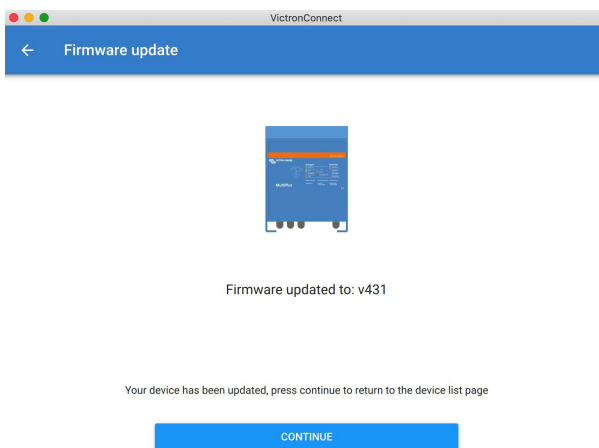 VictronConnect
Firmware update
MultiPlus
Firmware updated to: v431
Your device has been updated, press continue to return to the device list page
CONTINUE